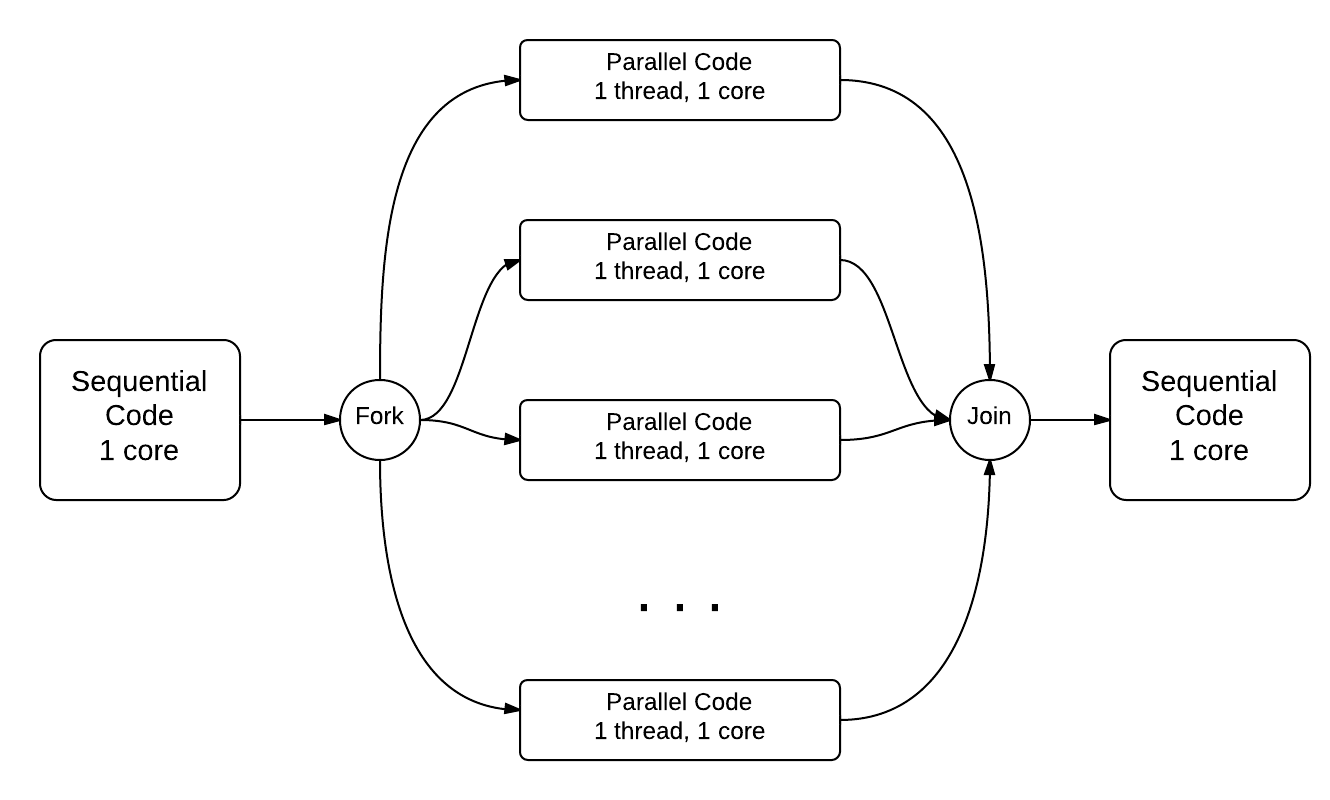 Sequential
Code
1 core
Fork
Parallel Code
1 thread, 1 core
Parallel Code
1 thread, 1 core
Parallel Code
1 thread, 1 core
. . .
Parallel Code
1 thread, 1 core
Join
Sequential
Code
1 core